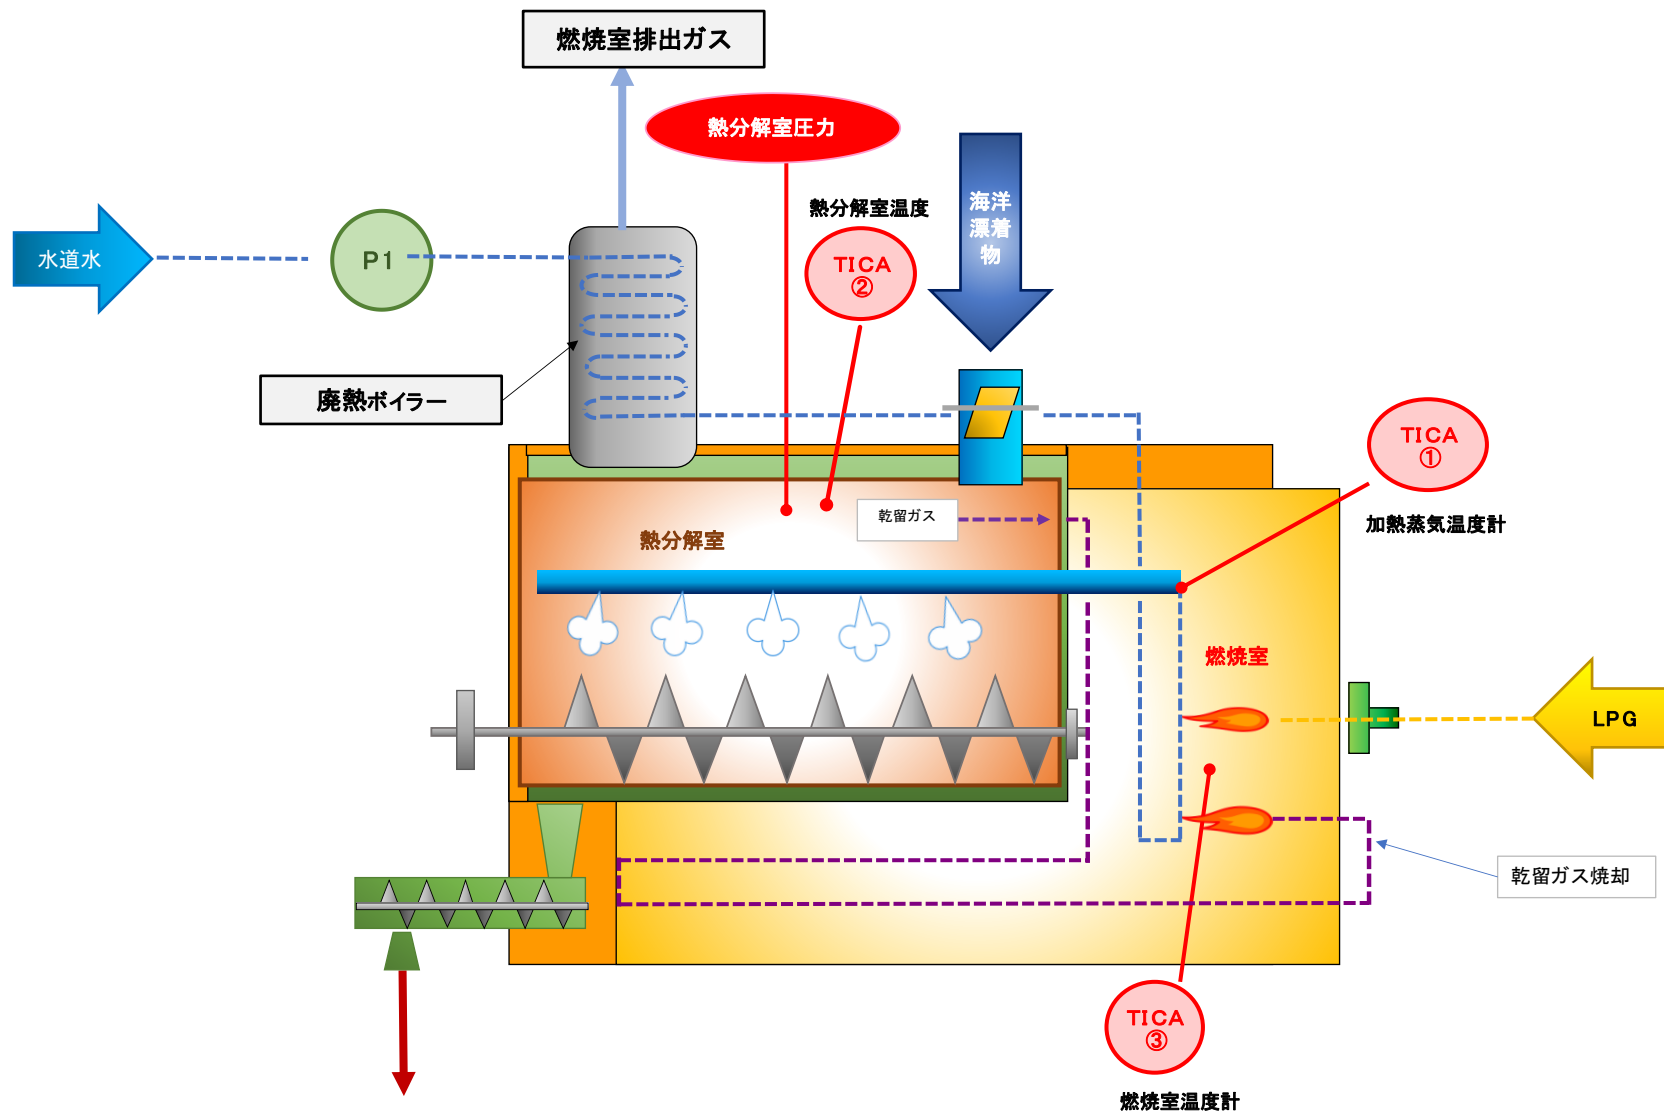 燃焼室排出ガス
熱分解室圧力
熱分解室温度
海洋
漂着
物
水道水
P1
TICA
②
廃熱ボイラー
TICA
①
乾留ガス
加熱蒸気温度計
熱分解室
燃焼室
LPG
乾留ガス焼却
TICA
③
燃焼室温度計